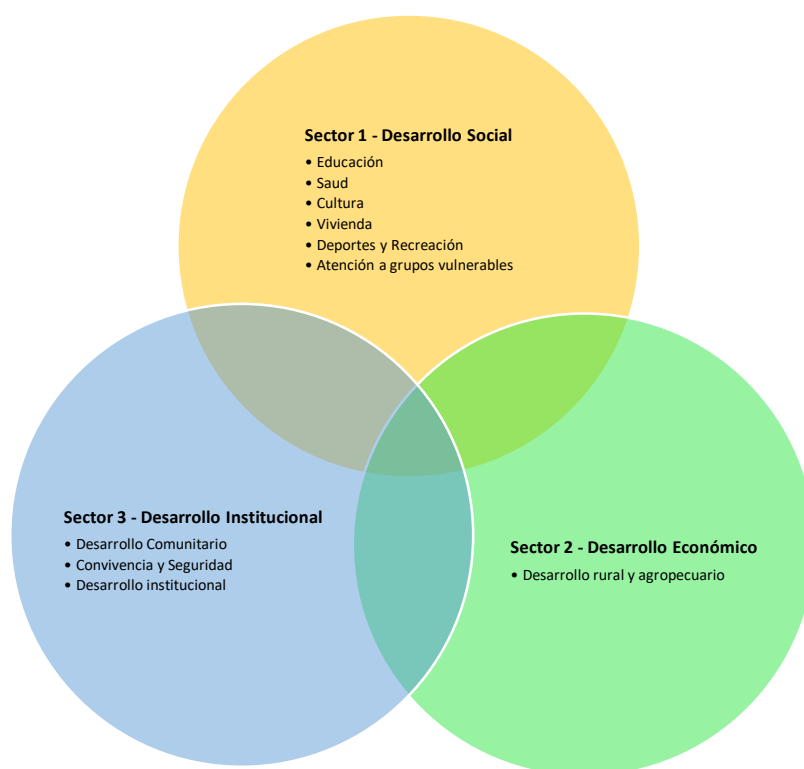 Sector 1 - Desarrollo Social
• Educación
• Saud
• Cultura
• Vivienda
• Deportes y Recreación
• Atención a grupos vulnerables
Sector 3 - Desarrollo Institucional
• Desarrollo Comunitario
• Convivencia y Seguridad
• Desarrollo institucional
Sector 2 - Desarrollo Económico
• Desarrollo rural y agropecuario